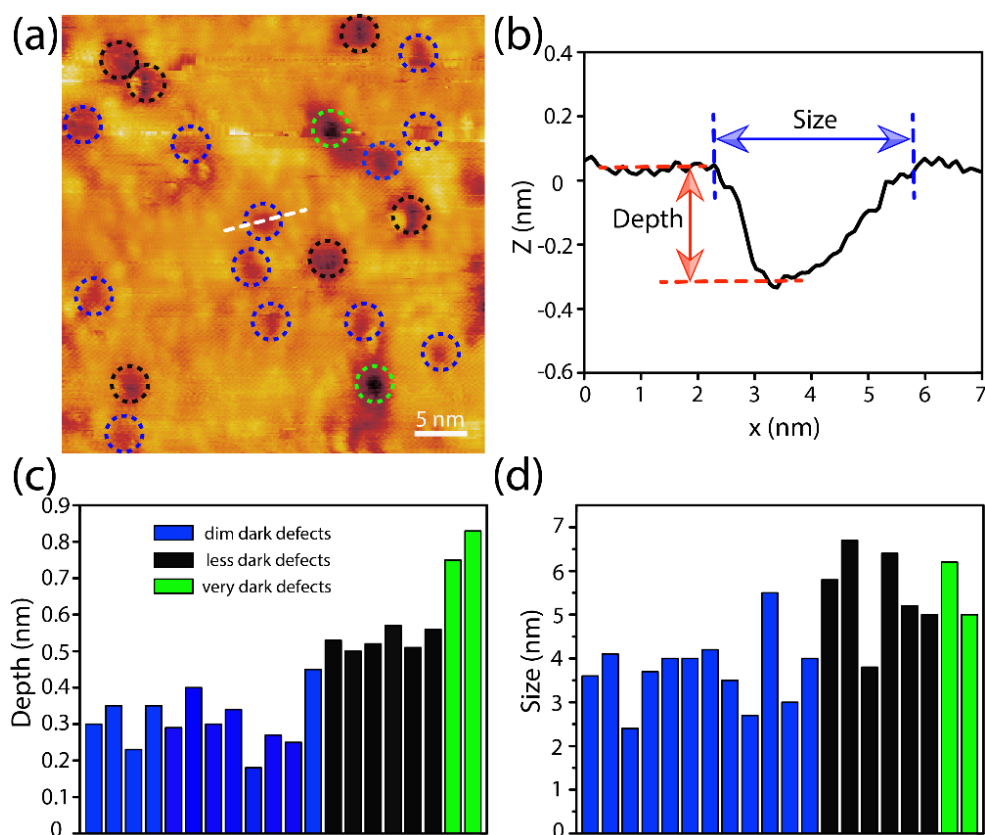 (a)
5 nm
(b)
0.4
0.2
0
-0.2
-0.4
-0.6
Z (nm)
Size
Depth
0 1 2 3 4 5 6 7
x (nm)
(c)
0.9
0.8
0.7
0.6
0.5
0.4
0.3
0.2
0.1
0
Depth (nm)
dim dark defects
less dark defects
very dark defects
(d)
7
6
5
4
3
2
1
0
Size (nm)